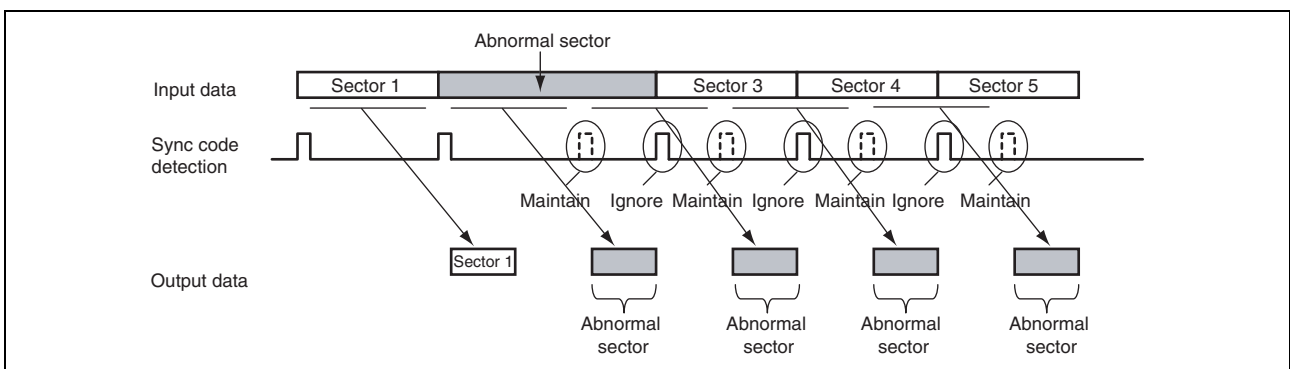 Abnormal sector
Input data
Sector 1
Sector 3
Sector 4
Sector 5
Sync code
detection
Maintain
Ignore
Maintain
Ignore
Maintain
Ignore
Maintain
Output data
Sector 1
Abnormal
sector
Abnormal
sector
Abnormal
sector
Abnormal
sector